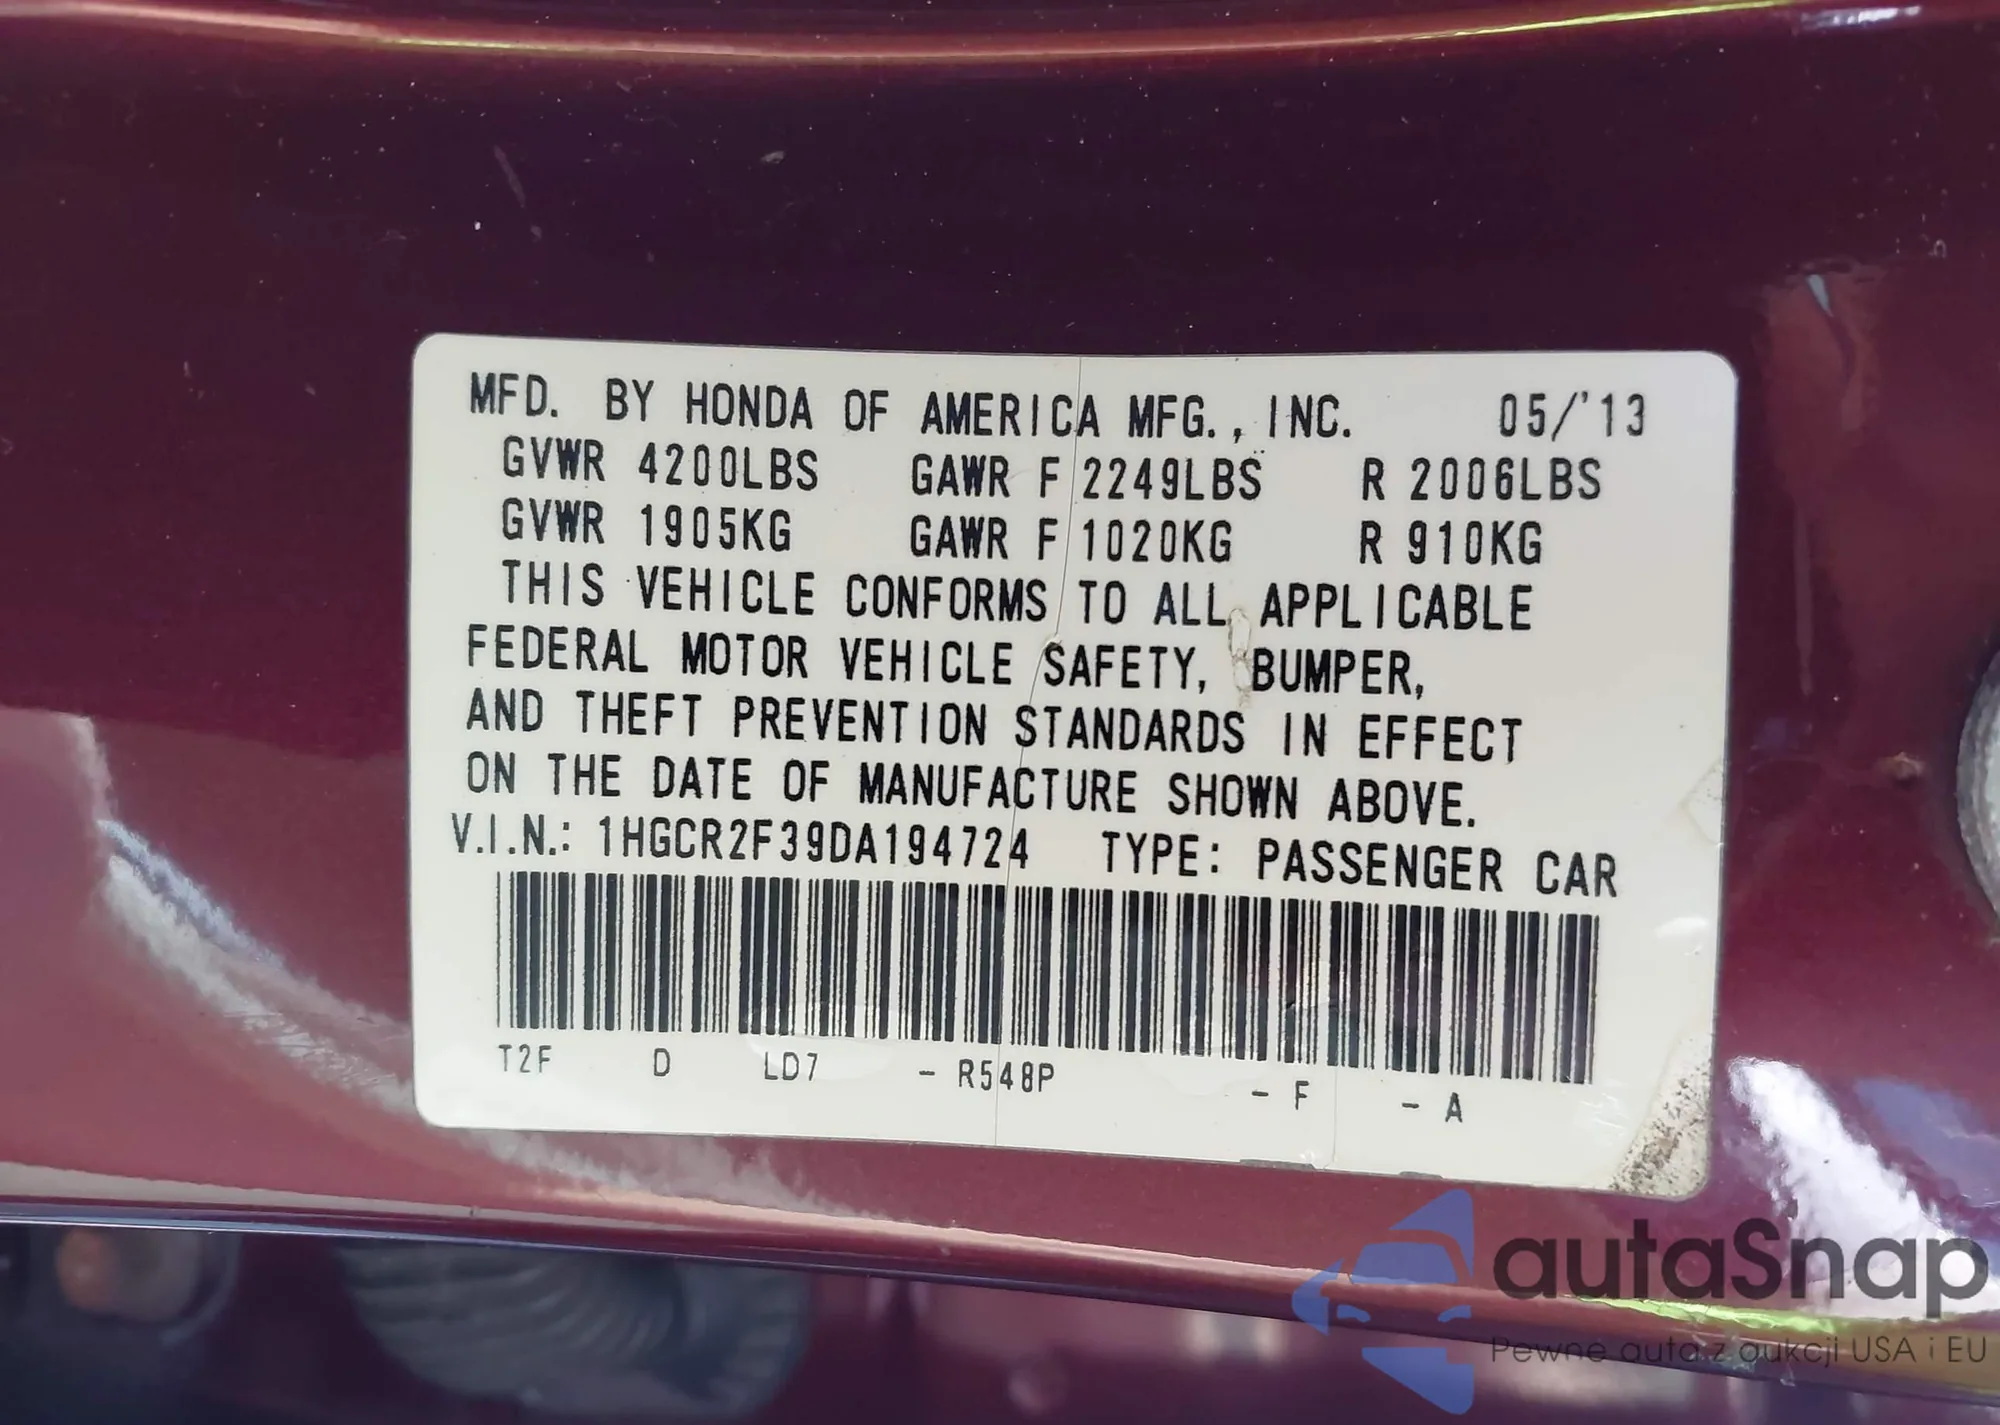 MFD. BY HONDA OF AMERICA MFG., INC. 05/'13
GVWR 4200LBS GAWR F 2249LBS R 2006LBS
GVWR 1905KG GAWR F 1020KG R 910KG
THIS VEHICLE CONFORMS TO ALL APPLICABLE
FEDERAL MOTOR VEHICLE SAFETY, BUMPER,
AND THEFT PREVENTION STANDARDS IN EFFECT
ON THE DATE OF MANUFACTURE SHOWN ABOVE.
V.I.N.: 1HGCR2F39DA194724 TYPE: PASSENGER CAR
T2F D LD7 - R548P - F - A
autaSnap
Pewne auta z aukcji USA i EU